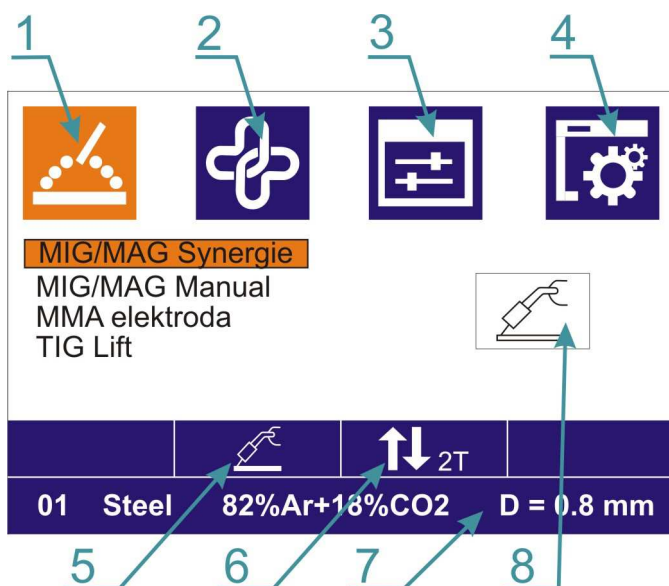 1 2 3 4
MIG/MAG Synergie
MIG/MAG Manual
MMA elektroda
TIG Lift
2T
01 Steel 82%Ar+18%CO2 D = 0.8 mm
5 6 7 8